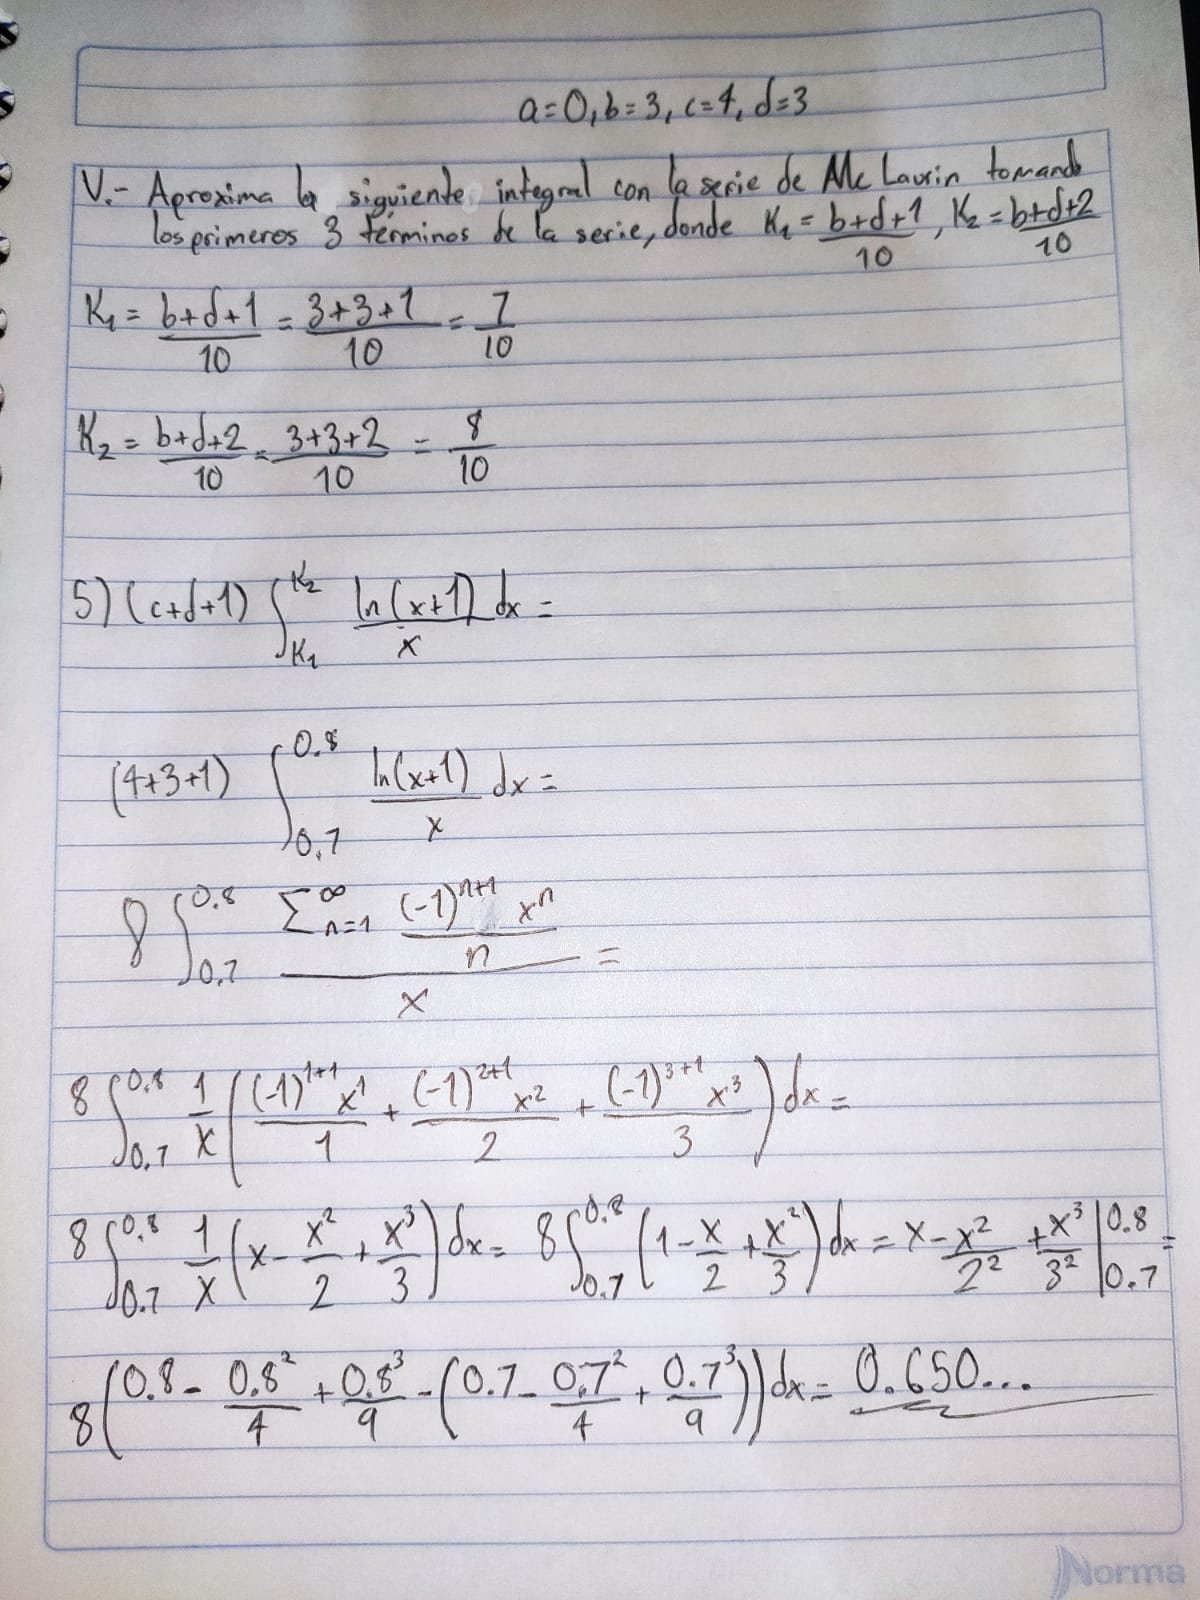 a=0, b=3, c=4, d=3
V.- Aproxima la siguiente integral con la serie de Mc Laurin tomando
los primeros 3 términos de la serie, donde K₁ = (b+d+1)/10, K₂ = (b+d+2)/10
K₁ = (b+d+1)/10 = (3+3+1)/10 = 7/10
K₂ = (b+d+2)/10 = (3+3+2)/10 = 8/10
5) (c+d+1) ∫_{K₁}^{K₂} ln(x+1)/x dx =
(4+3+1) ∫_{0.7}^{0.8} ln(x+1)/x dx =
8 ∫_{0.7}^{0.8} (Σ_{n=1}^{∞} ((-1)^{n+1} x^n)/n)/x =
8 ∫_{0.7}^{0.8} 1/x (((-1)^{1+1} x^1)/1 + ((-1)^{2+1} x^2)/2 + ((-1)^{3+1} x^3)/3) dx =
8 ∫_{0.7}^{0.8} 1/x (x - x²/2 + x³/3) dx = 8 ∫_{0.7}^{0.8} (1 - x/2 + x²/3) dx = x - x²/2² + x³/3² |_{0.7}^{0.8} =
8 (0.8 - 0.8²/4 + 0.8³/9 - (0.7 - 0.7²/4 + 0.7³/9)) dx = 0.650...
Norma